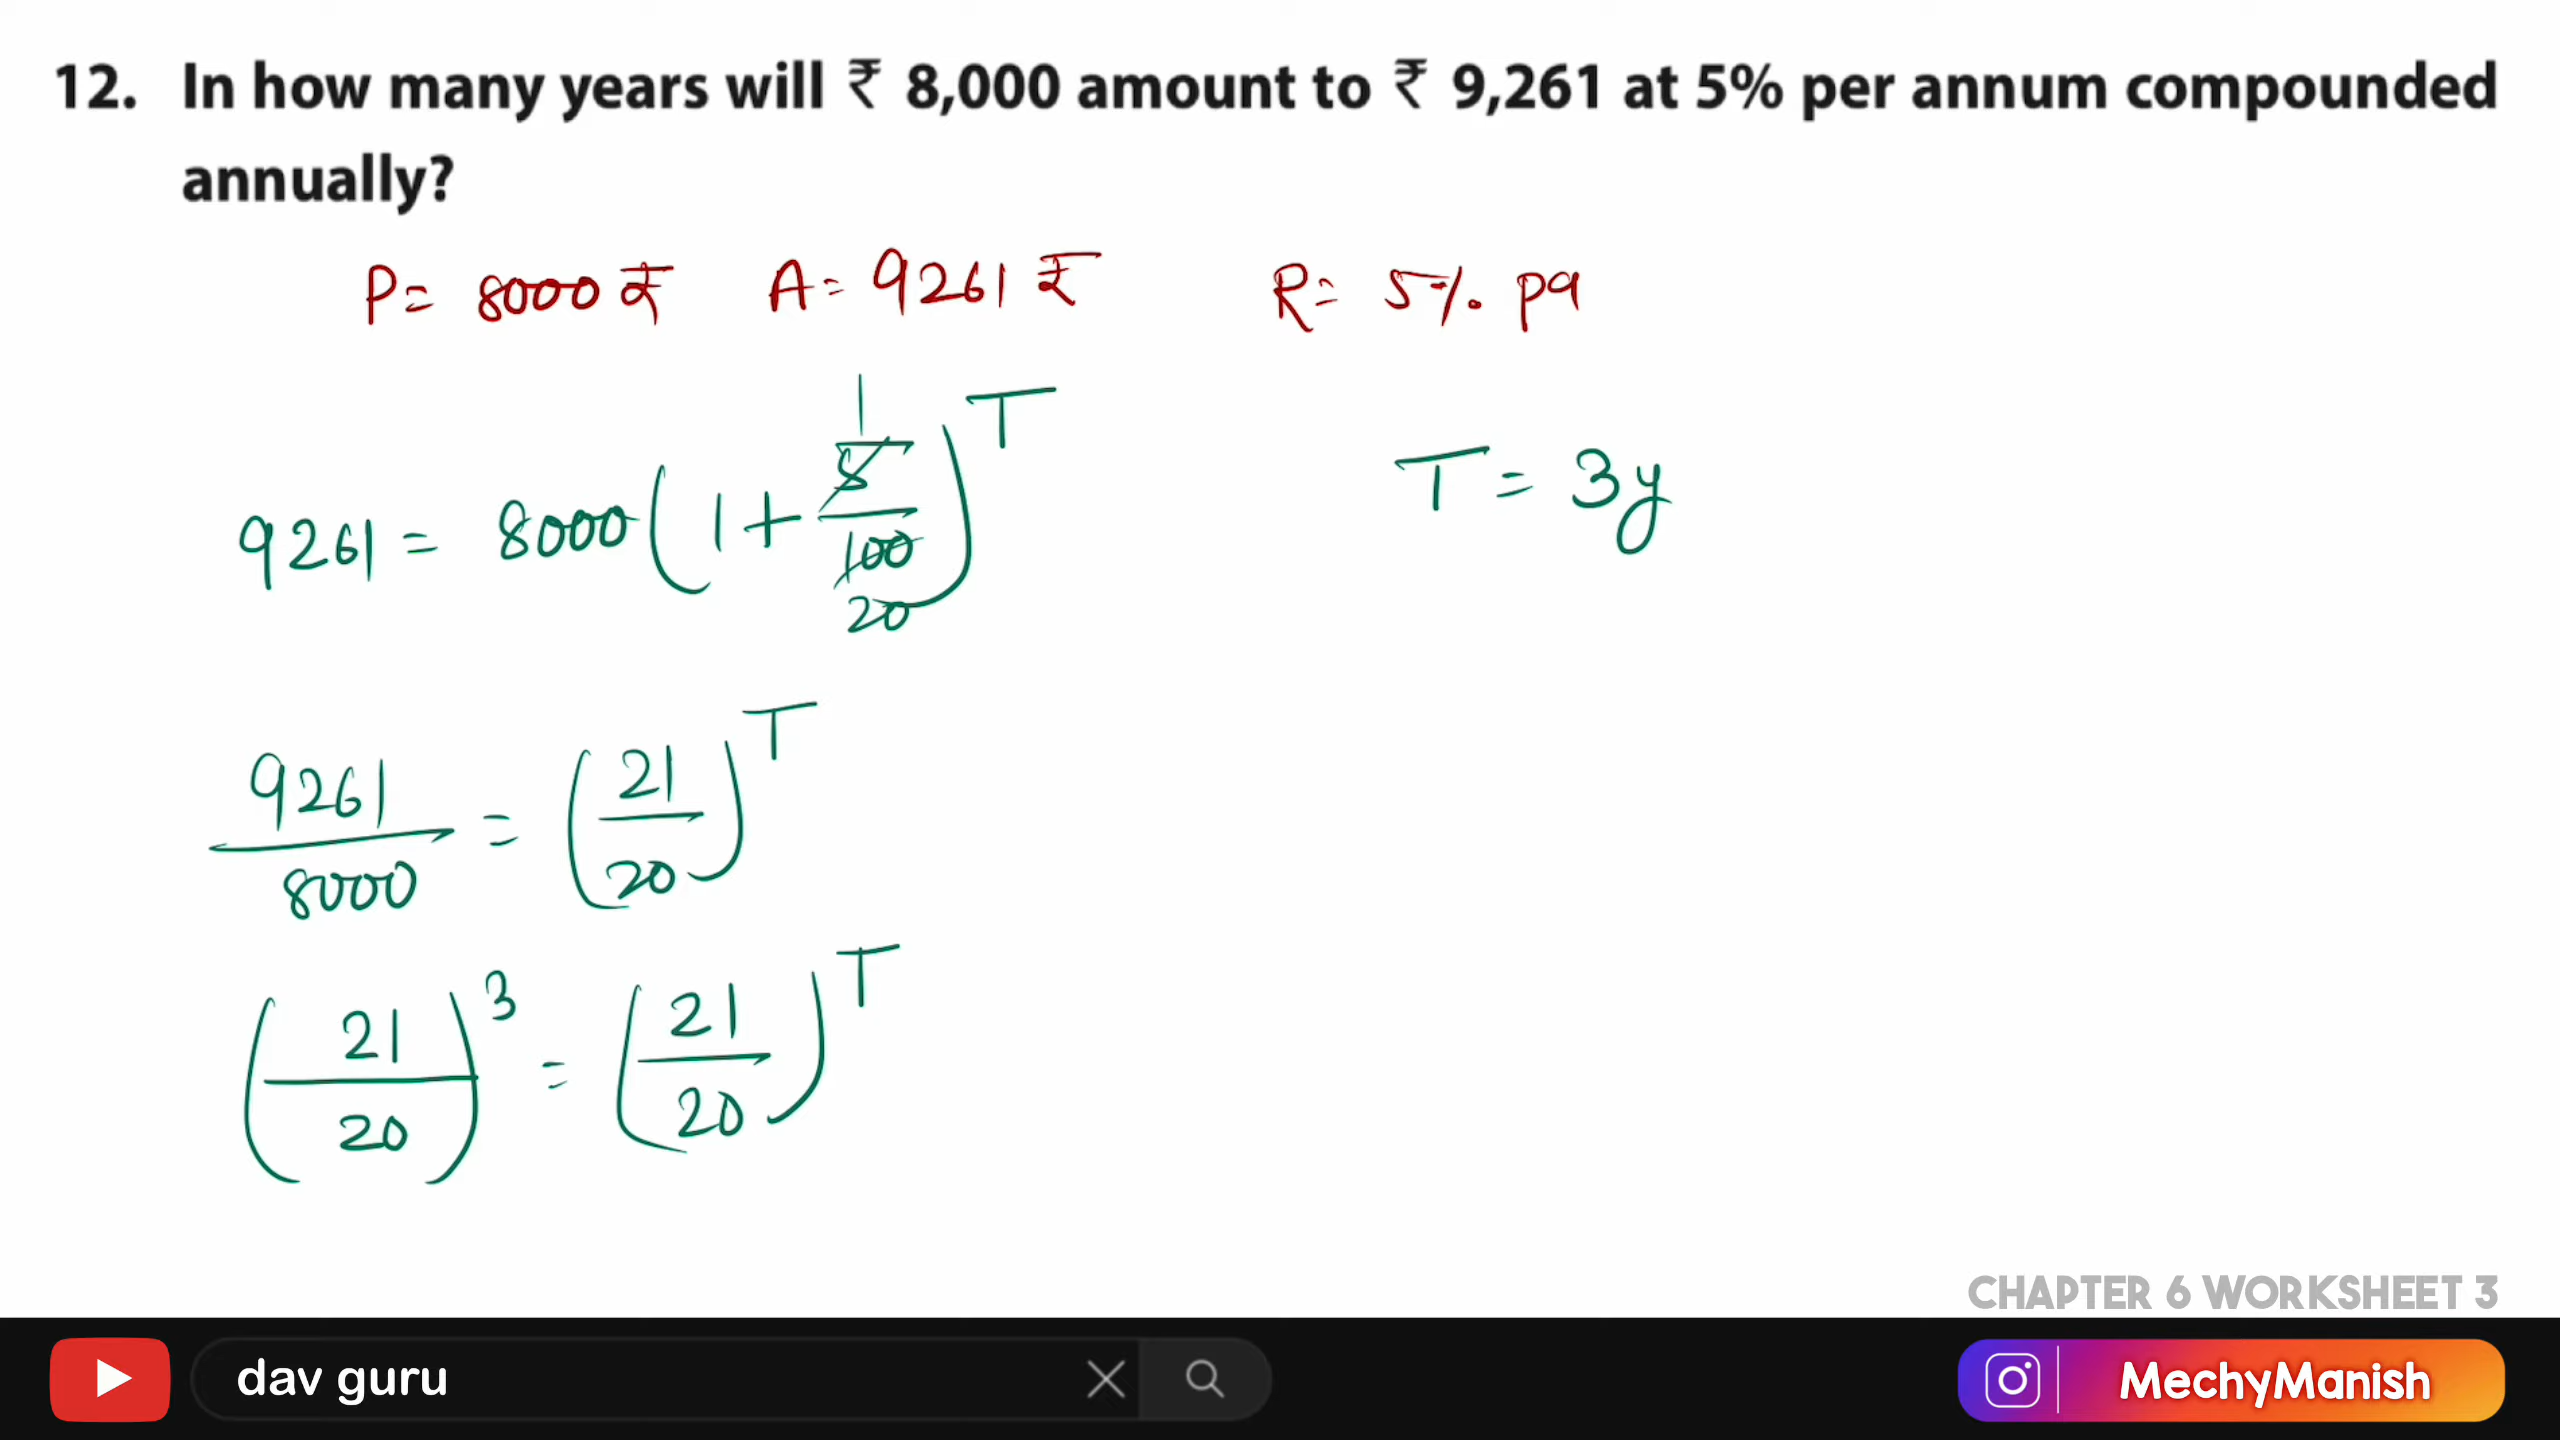 12. In how many years will ₹ 8,000 amount to ₹ 9,261 at 5% per annum compounded
annually?
P= 8000 ₹ A= 9261 ₹ R= 5% pa
9261 = 8000 (1 + 5/100)^T 1 20
T = 3y
9261/8000 = (21/20)^T
(21/20)^3 = (21/20)^T
CHAPTER 6 WORKSHEET 3
dav guru
MechyManish